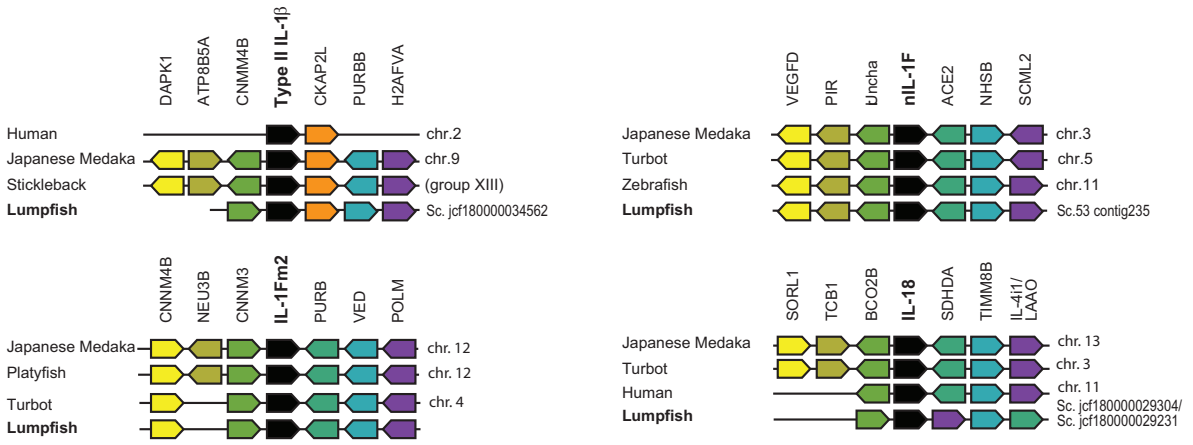 DAPK1
ATP8B5A
CNMM4B
Type II IL-1β
CKAP2L
PURBB
H2AFVA
Human chr.2
Japanese Medaka chr.9
Stickleback (group XIII)
Lumpfish Sc. jcf180000034562
VEGFD
PIR
Uncha
nIL-1F
ACE2
NHSB
SCML2
Japanese Medaka chr.3
Turbot chr.5
Zebrafish chr.11
Lumpfish Sc.53 contig235
CNNM4B
NEU3B
CNNM3
IL-1Fm2
PURB
VED
POLM
Japanese Medaka chr. 12
Platyfish chr. 12
Turbot chr. 4
Lumpfish
SORL1
TCB1
BCO2B
IL-18
SDHDA
TIMM8B
IL-4i1/
LAAO
Japanese Medaka chr. 13
Turbot chr. 3
Human chr. 11
Lumpfish Sc. jcf180000029304/
Sc. jcf180000029231